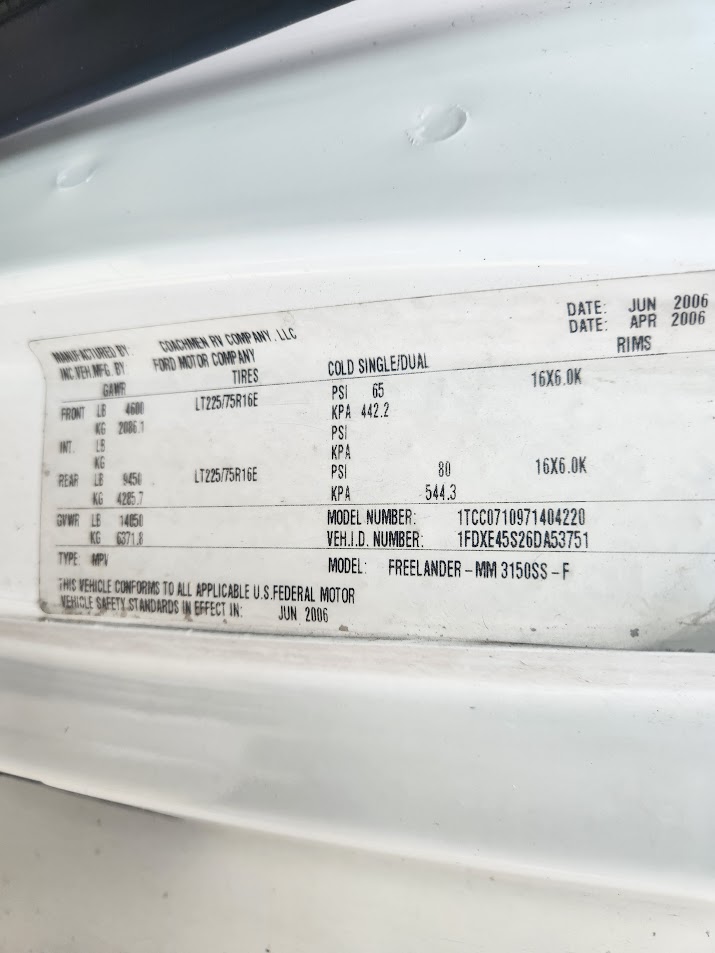 MANUFACTURED BY: COACHMEN RV COMPANY, LLC DATE: JUN 2006
INC.VEH.MFG. BY: FORD MOTOR COMPANY DATE: APR 2006
GAWR TIRES COLD SINGLE/DUAL RIMS
FRONT LB 4600 LT225/75R16E PSI 65 16X6.0K
KG 2086.1 KPA 442.2
INT. LB PSI
KG KPA
REAR LB 9450 LT225/75R16E PSI 80 16X6.0K
KG 4285.7 KPA 544.3
GVWR LB 14050 MODEL NUMBER: 1TCC0710971404220
KG 6371.8 VEH.I.D. NUMBER: 1FDXE45S26DA53751
TYPE: MPV MODEL: FREELANDER-MM 3150SS-F
THIS VEHICLE CONFORMS TO ALL APPLICABLE U.S.FEDERAL MOTOR
VEHICLE SAFETY STANDARDS IN EFFECT IN: JUN 2006